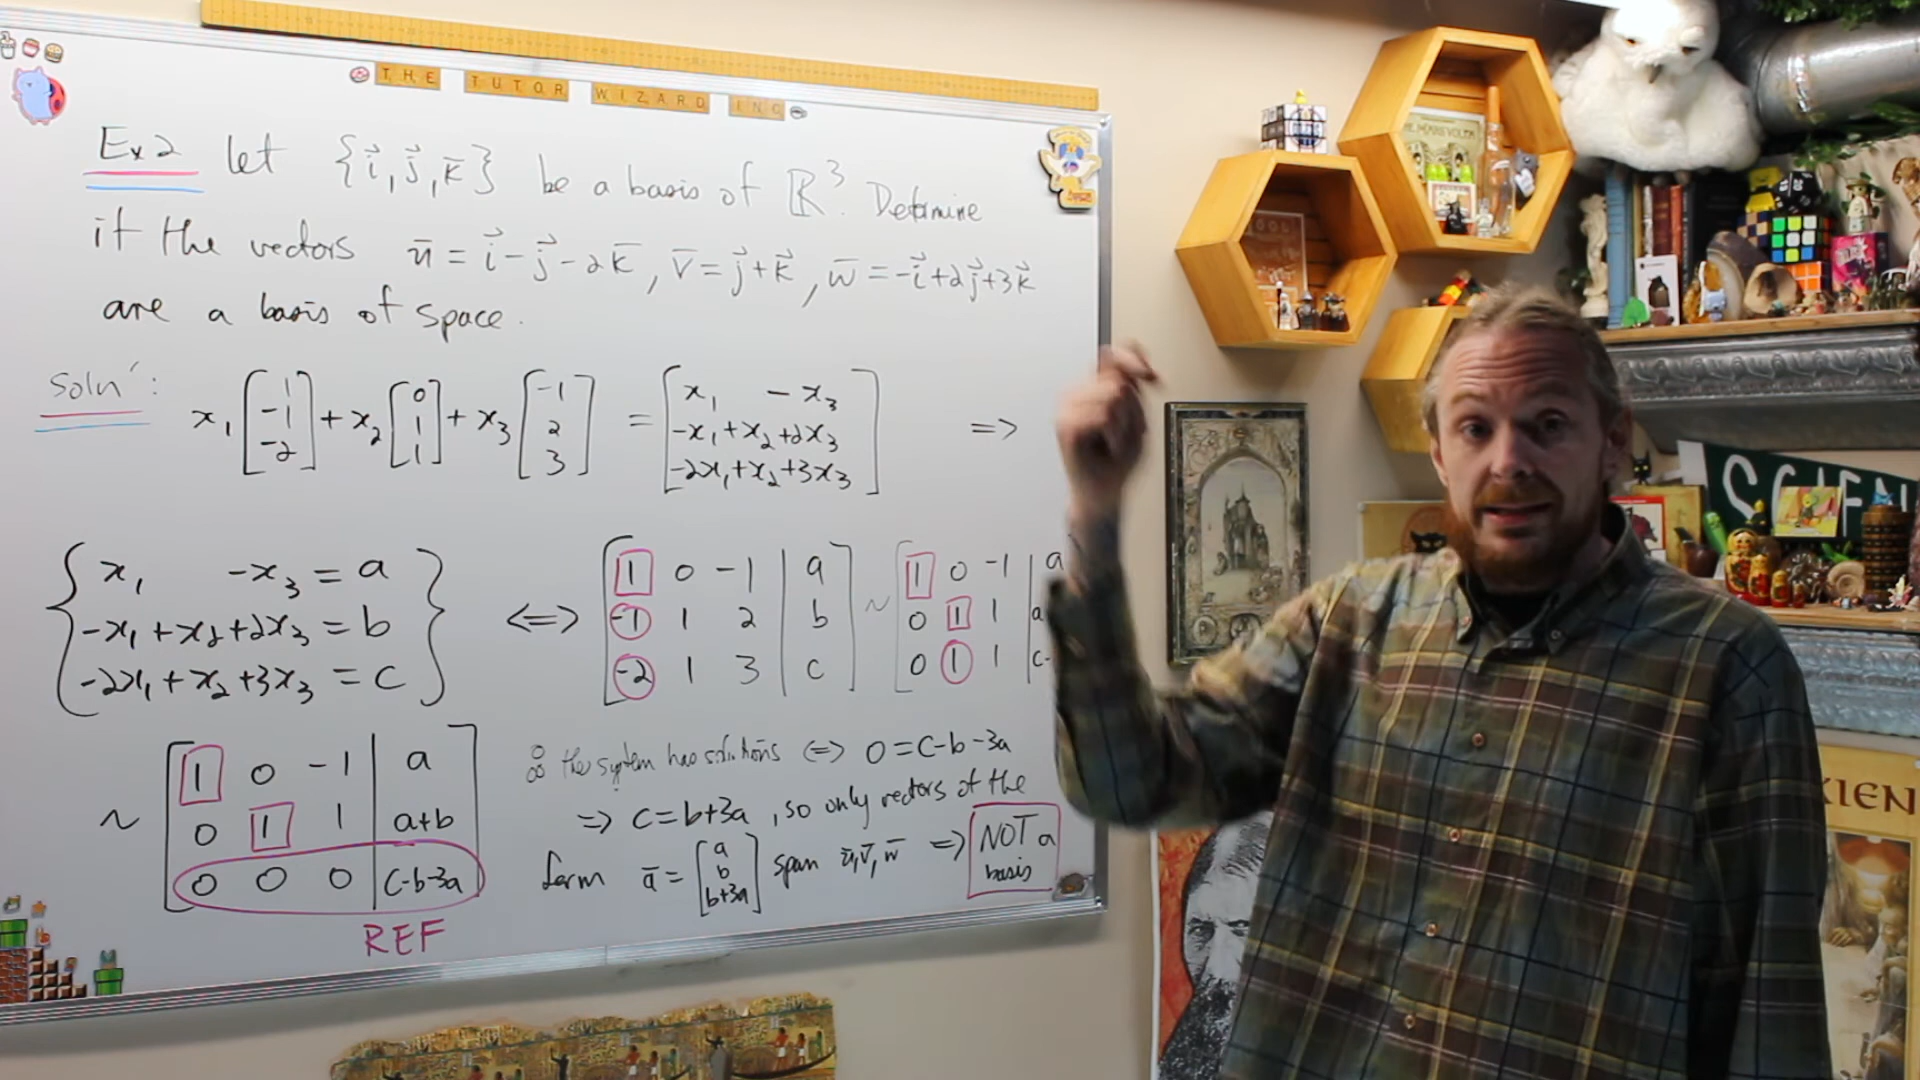 THE TUTOR WIZARD INC
Ex2 let {i⃗, j⃗, k̄} be a basis of ℝ³. Determine
if the vectors ū = i⃗ - j⃗ - 2k̄, v̄ = j⃗ + k⃗, w̄ = -i⃗ + 2j⃗ + 3k⃗
are a basis of space.
Soln': x₁[1 -1 -2] + x₂[0 1 1] + x₃[-1 2 3] = [x₁ - x₃ -x₁+x₂+2x₃ -2x₁+x₂+3x₃] =>
x₁ - x₃ = a
-x₁ + x₂ + 2x₃ = b
-2x₁ + x₂ + 3x₃ = c
<=>
1 0 -1 | a
-1 1 2 | b
-2 1 3 | c
~
1 0 -1 | a
0 1 1 | a
0 1 1 | c-
~
1 0 -1 | a
0 1 1 | a+b
0 0 0 | c-b-3a
REF
the system has solutions <=> 0 = c-b-3a
=> c = b+3a, so only vectors of the
form ā = [a b b+3a] span ū, v̄, w̄ => NOT a
basis
SCIEN
KIEN